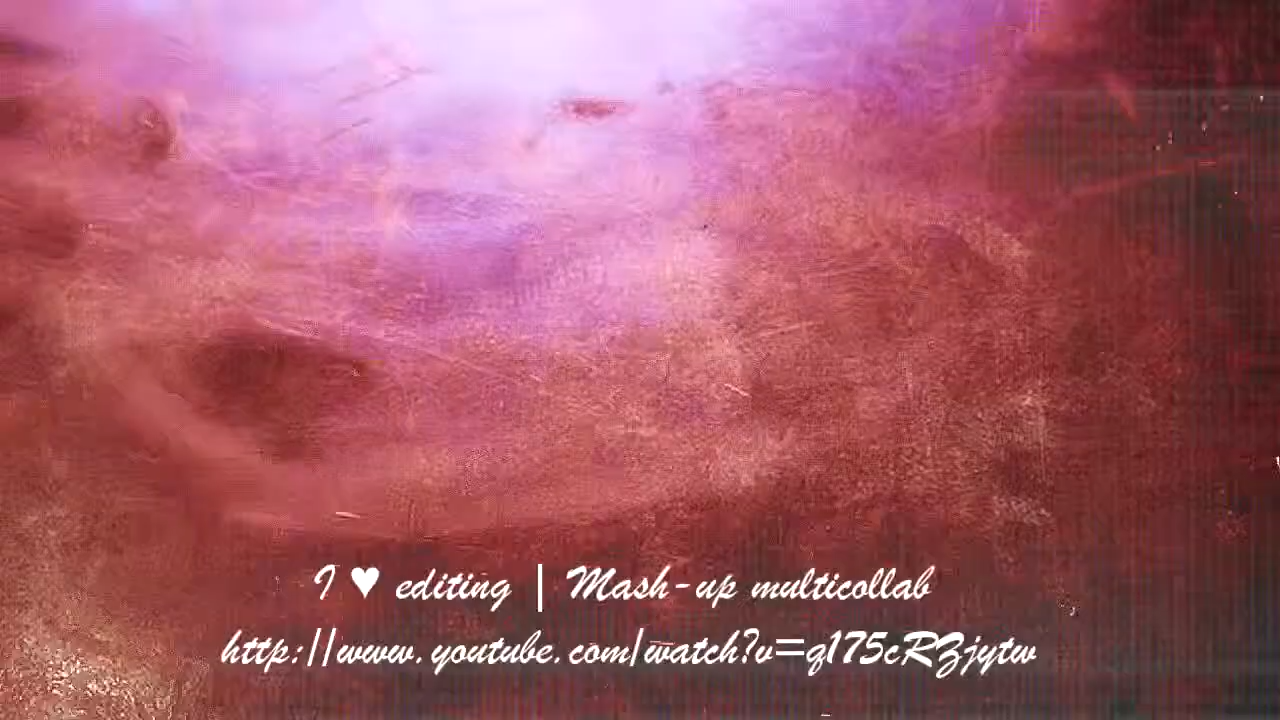 I ♥ editing | Mash-up multicollab
http://www.youtube.com/watch?v=q175cRZjytw